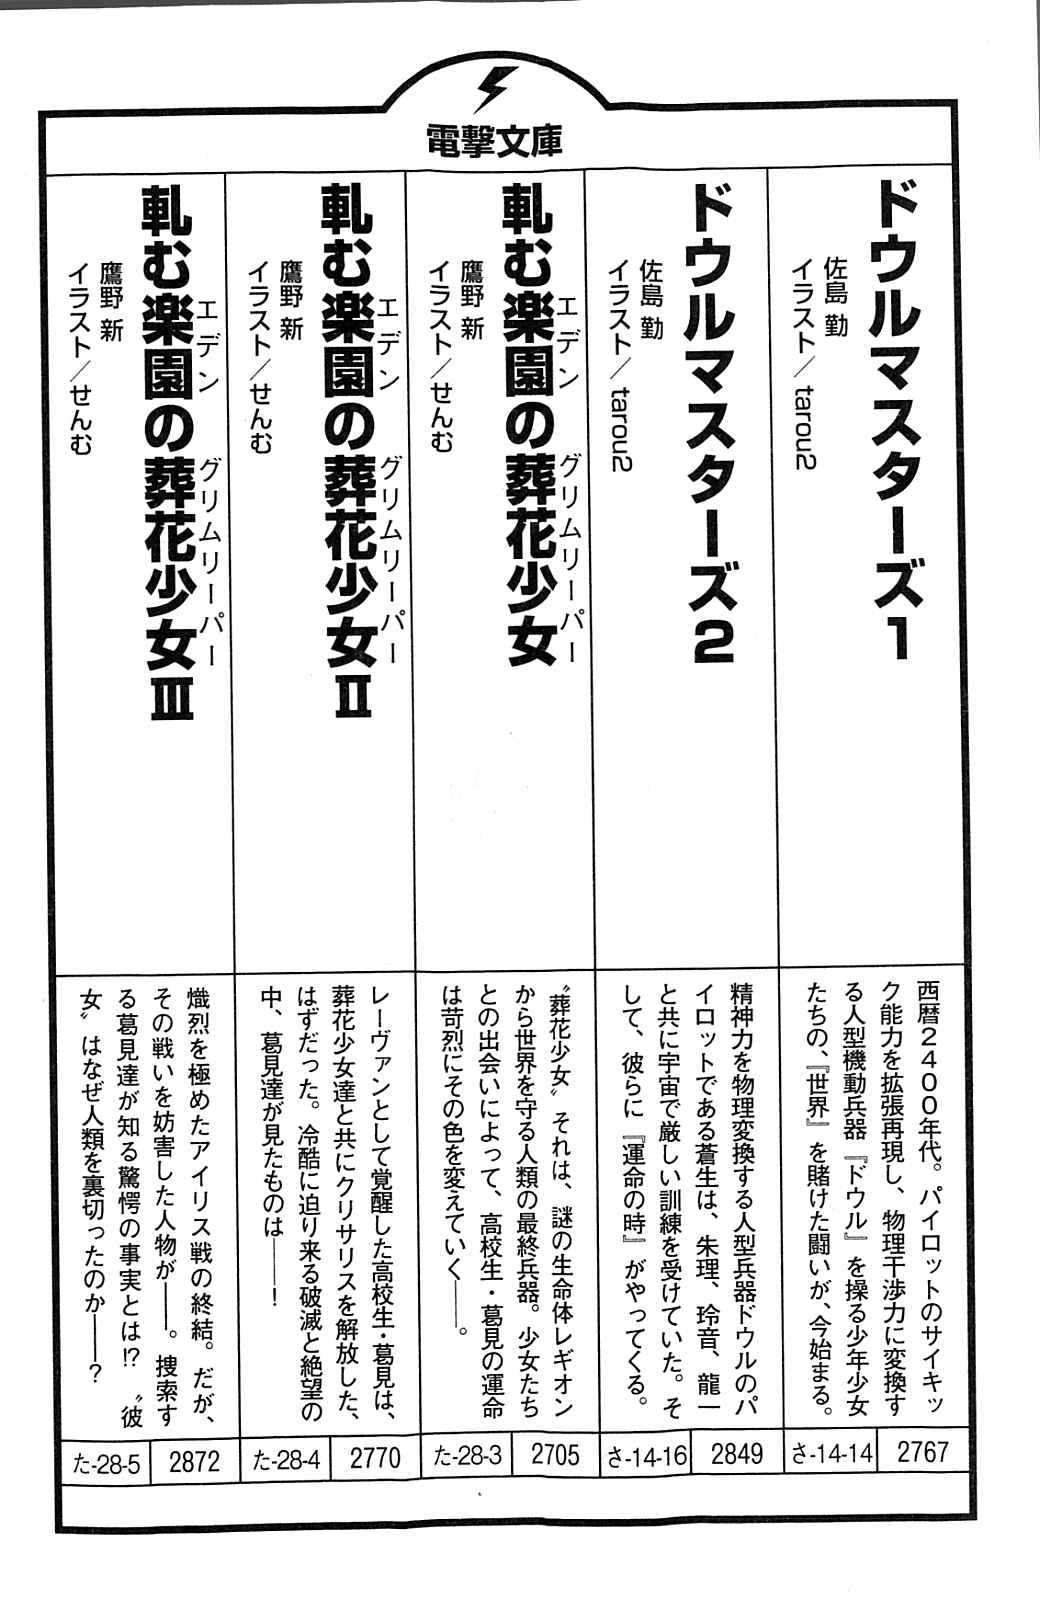 電撃文庫
ドウルマスターズ1
佐島 勤
イラスト／tarou2
西暦２４００年代。パイロットのサイキッ
ク能力を拡張再現し、物理干渉力に変換す
る人型機動兵器『ドウル』を操る少年少女
たちの、『世界』を賭けた闘いが、今始まる。
さ-14-14
2767
ドウルマスターズ2
佐島 勤
イラスト／tarou2
精神力を物理変換する人型兵器ドウルのパ
イロットである蒼生は、朱理、玲音、龍一
と共に宇宙で厳しい訓練を受けていた。そ
して、彼らに『運命の時』がやってくる。
さ-14-16
2849
軋む楽園の葬花少女
エデン
グリムリーパー
鷹野 新
イラスト／せんむ
〝葬花少女〟それは、謎の生命体レギオン
から世界を守る人類の最終兵器。少女たち
との出会いによって、高校生・葛見の運命
は苛烈にその色を変えていく――。
た-28-3
2705
軋む楽園の葬花少女Ⅱ
エデン
グリムリーパー
鷹野 新
イラスト／せんむ
レーヴァンとして覚醒した高校生・葛見は、
葬花少女達と共にクリサリスを解放した、
はずだった。冷酷に迫り来る破滅と絶望の
中、葛見達が見たものは――！
た-28-4
2770
軋む楽園の葬花少女Ⅲ
エデン
グリムリーパー
鷹野 新
イラスト／せんむ
熾烈を極めたアイリス戦の終結。だが、
その戦いを妨害した人物が――。捜索す
る葛見達が知る驚愕の事実とは!?　〝彼
女〟はなぜ人類を裏切ったのか――？
た-28-5
2872